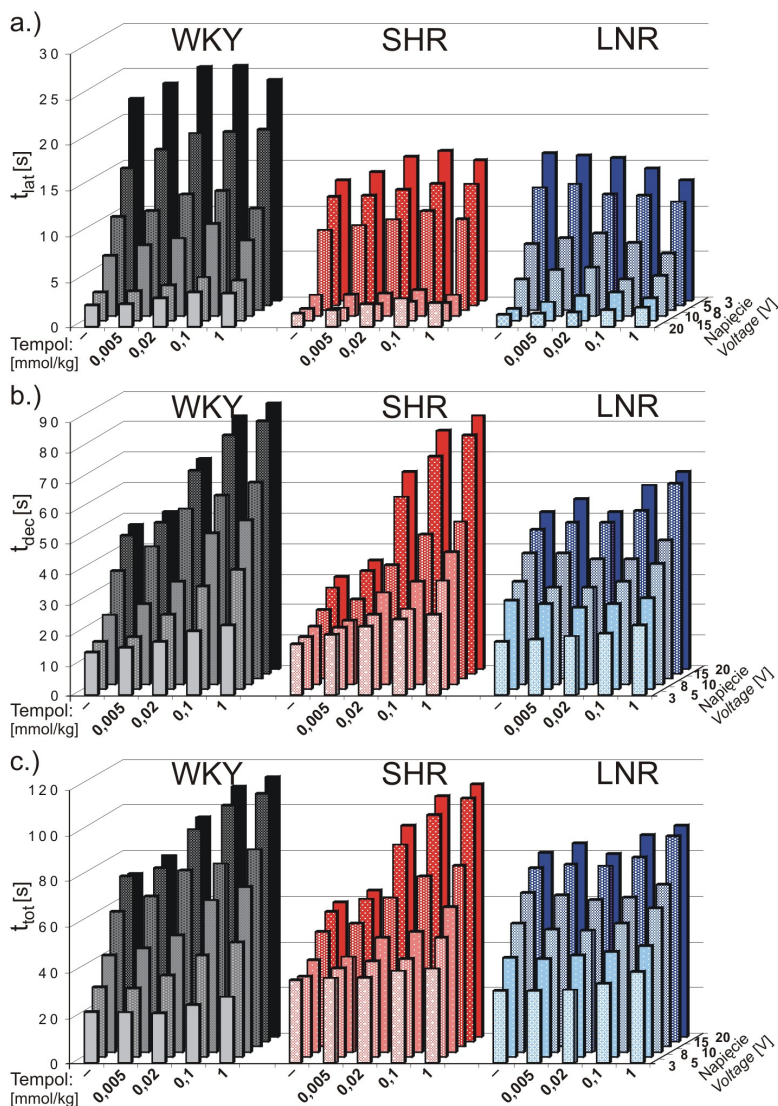 a.)
WKY SHR LNR
30
25
20
15
10
5
0
t_lat [s]
Tempol: – 0,005 0,02 0,1 1 – 0,005 0,02 0,1 1 – 0,005 0,02 0,1 1
[mmol/kg]
20 15 10 8 5 3
Napięcie
Voltage [V]
b.)
WKY SHR LNR
90
80
70
60
50
40
30
20
10
0
t_dec [s]
Tempol: – 0,005 0,02 0,1 1 – 0,005 0,02 0,1 1 – 0,005 0,02 0,1 1
[mmol/kg]
3 5 8 10 15 20
Napięcie
Voltage [V]
c.)
WKY SHR LNR
120
100
80
60
40
20
0
t_tot [s]
Tempol: – 0,005 0,02 0,1 1 – 0,005 0,02 0,1 1 – 0,005 0,02 0,1 1
[mmol/kg]
3 5 8 10 15 20
Napięcie
Voltage [V]